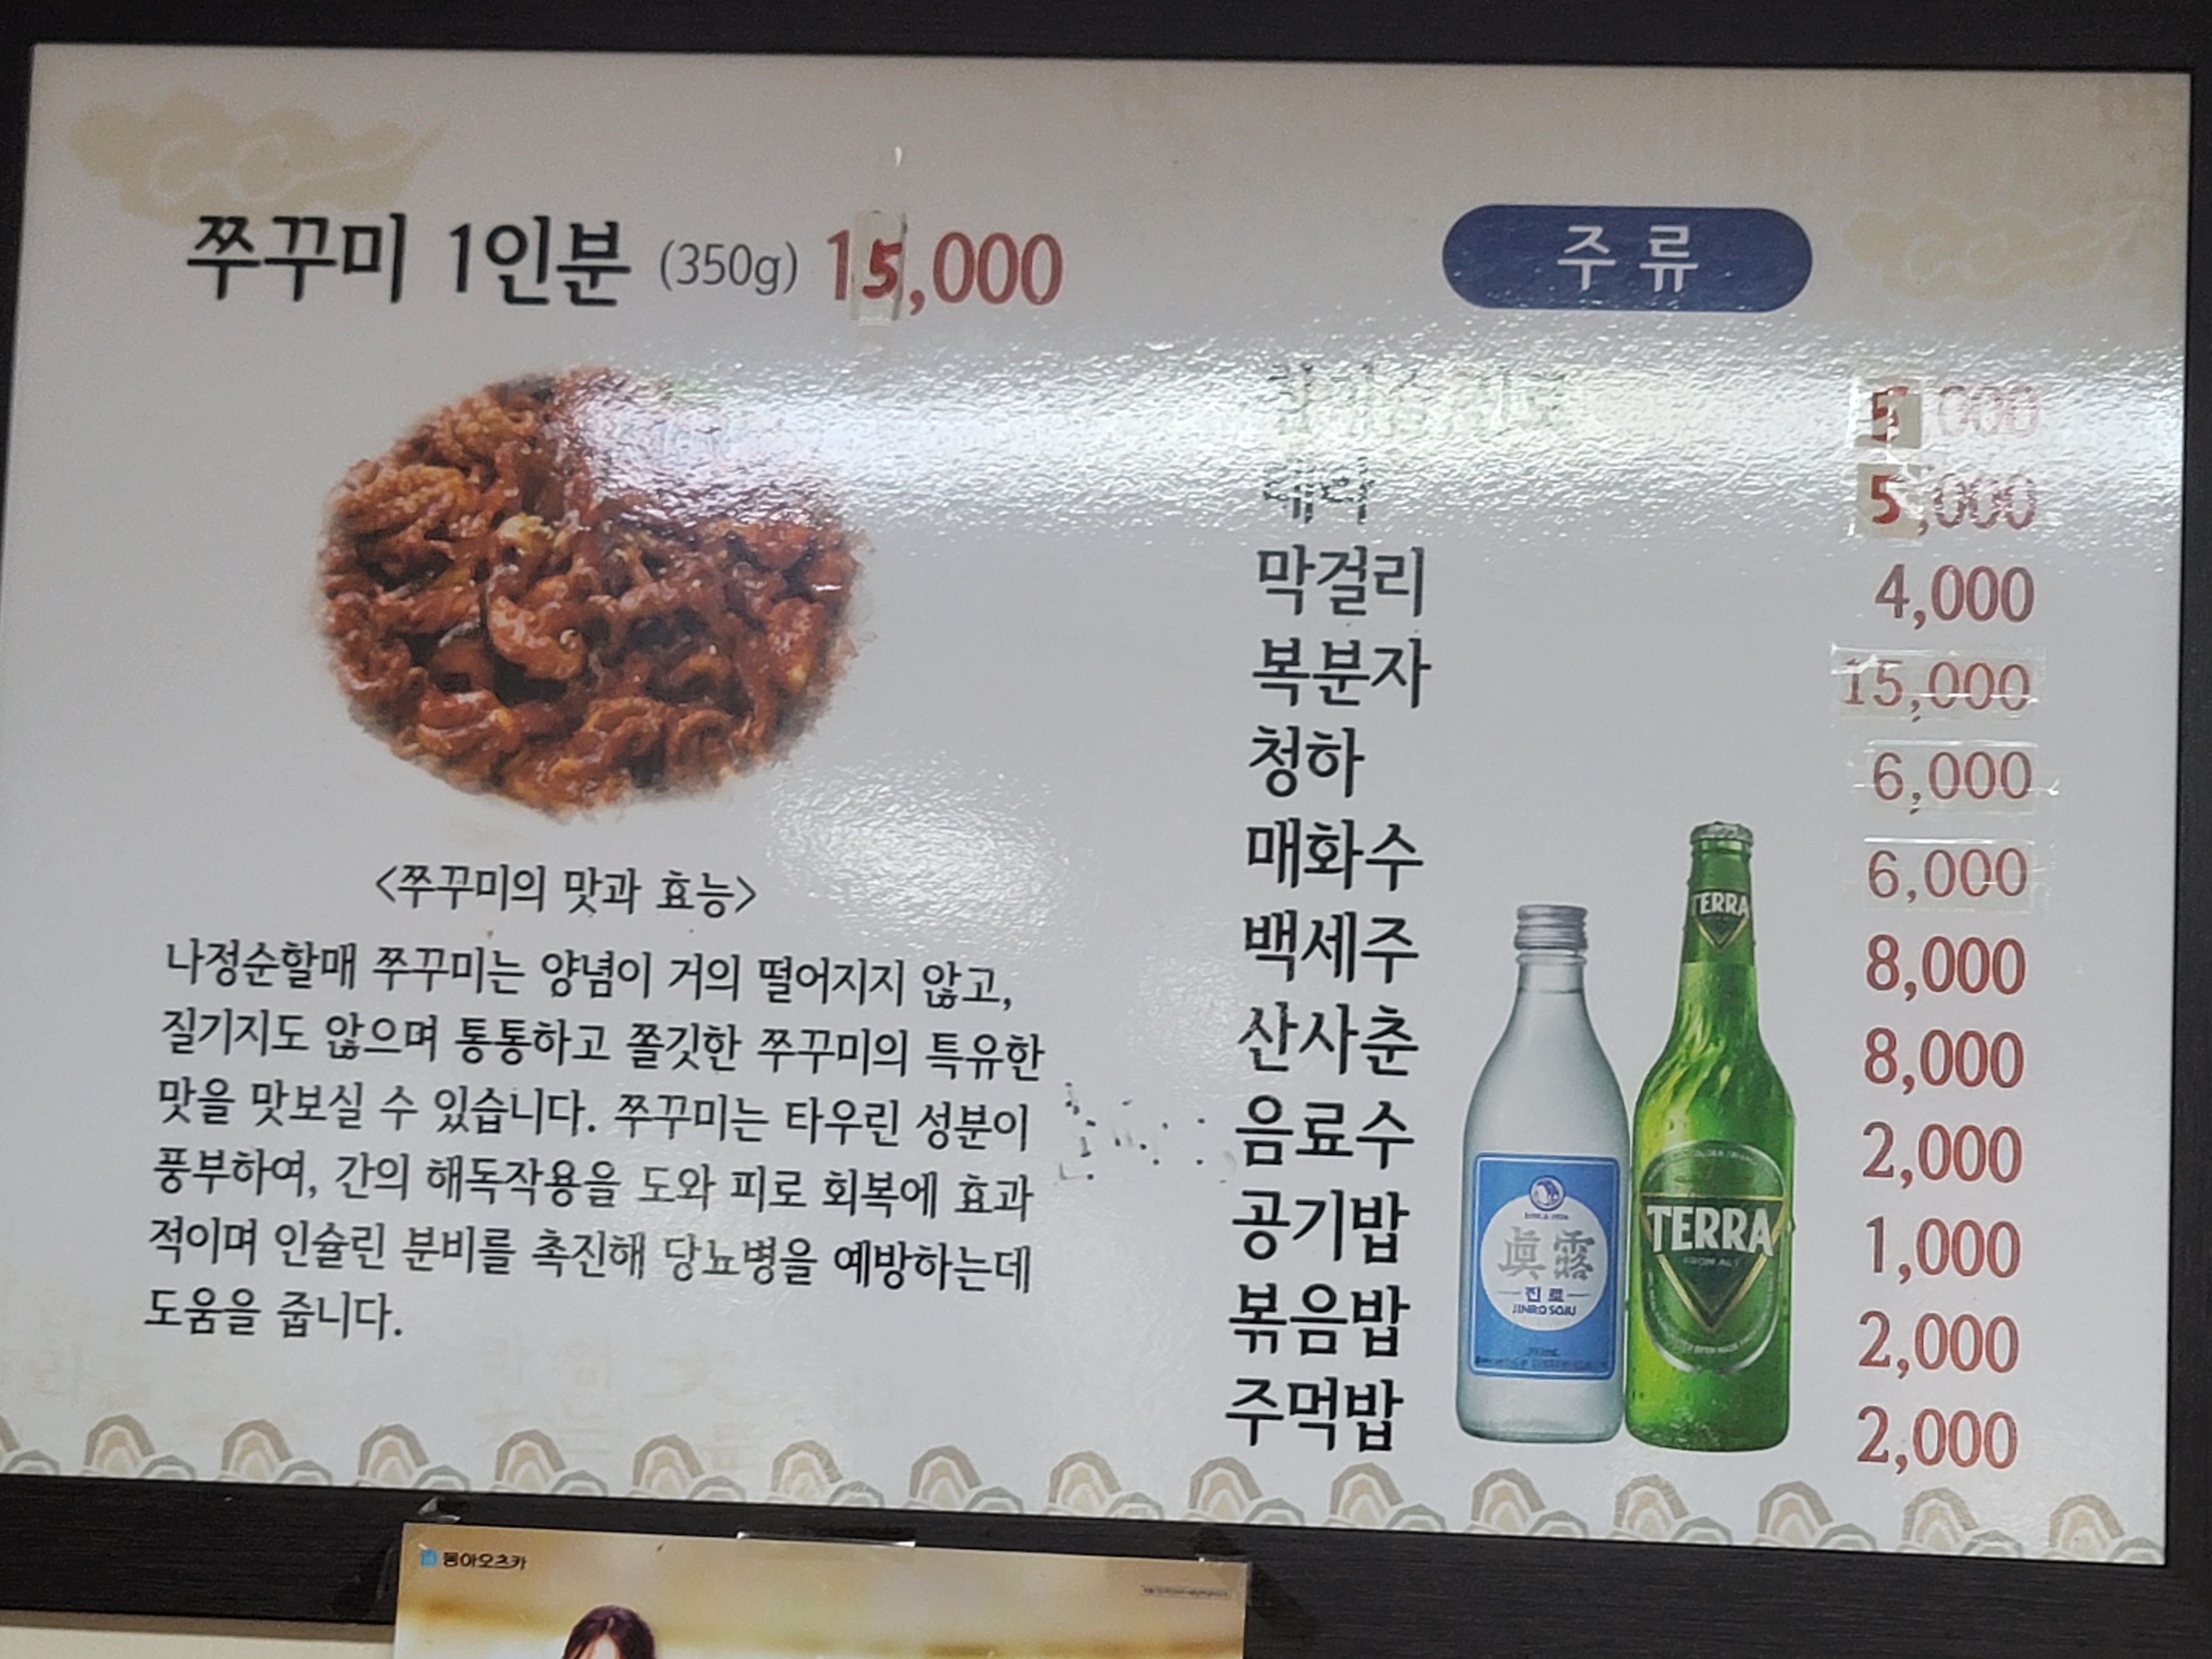 쭈꾸미 1인분 (350g) 15,000
<쭈꾸미의 맛과 효능>
나정순할매 쭈꾸미는 양념이 거의 떨어지지 않고,
질기지도 않으며 통통하고 쫄깃한 쭈꾸미의 특유한
맛을 맛보실 수 있습니다. 쭈꾸미는 타우린 성분이
풍부하여, 간의 해독작용을 도와 피로 회복에 효과
적이며 인슐린 분비를 촉진해 당뇨병을 예방하는데
도움을 줍니다.
주류
5,000
테라 5,000
막걸리 4,000
복분자 15,000
청하 6,000
매화수 6,000
백세주 8,000
산사춘 8,000
음료수 2,000
공기밥 1,000
볶음밥 2,000
주먹밥 2,000
TERRA
眞露
진로
JINRO SOJU
TERRA
동아오츠카